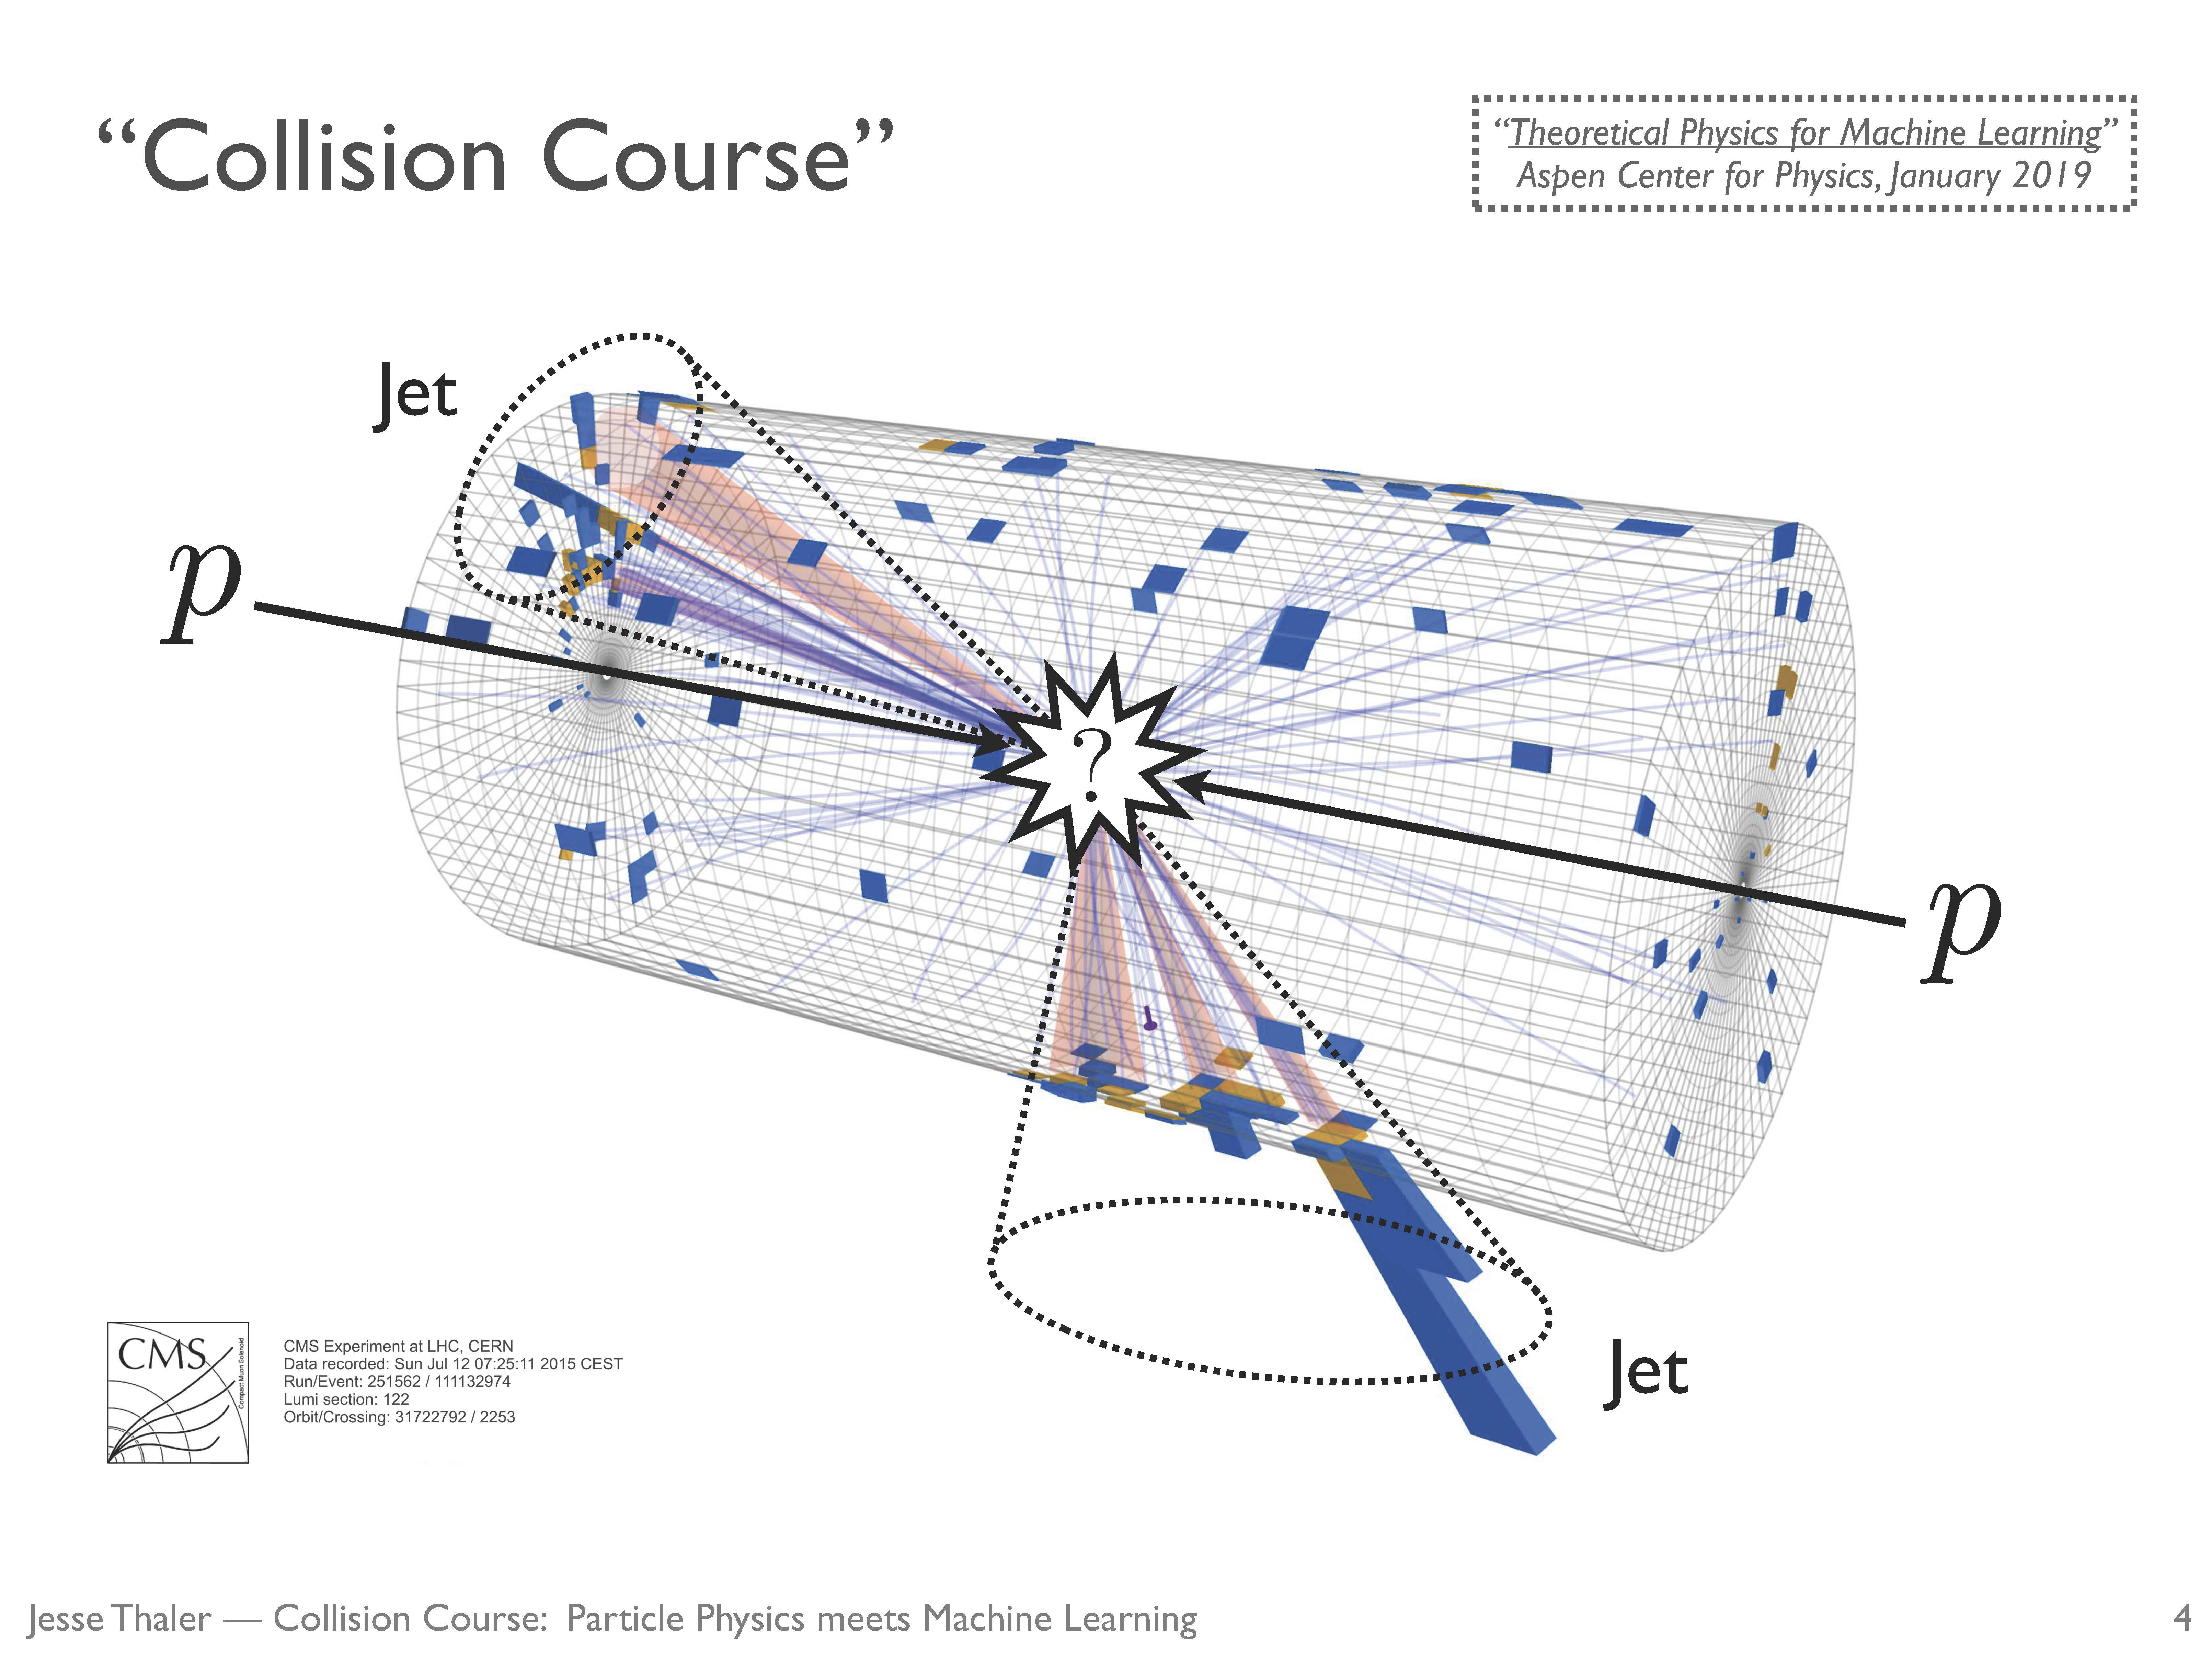 “Collision Course”
“Theoretical Physics for Machine Learning”
Aspen Center for Physics, January 2019
Jet
p
?
p
Jet
CMS
Compact Muon Solenoid
CMS Experiment at LHC, CERN
Data recorded: Sun Jul 12 07:25:11 2015 CEST
Run/Event: 251562 / 111132974
Lumi section: 122
Orbit/Crossing: 31722792 / 2253
Jesse Thaler — Collision Course: Particle Physics meets Machine Learning
4